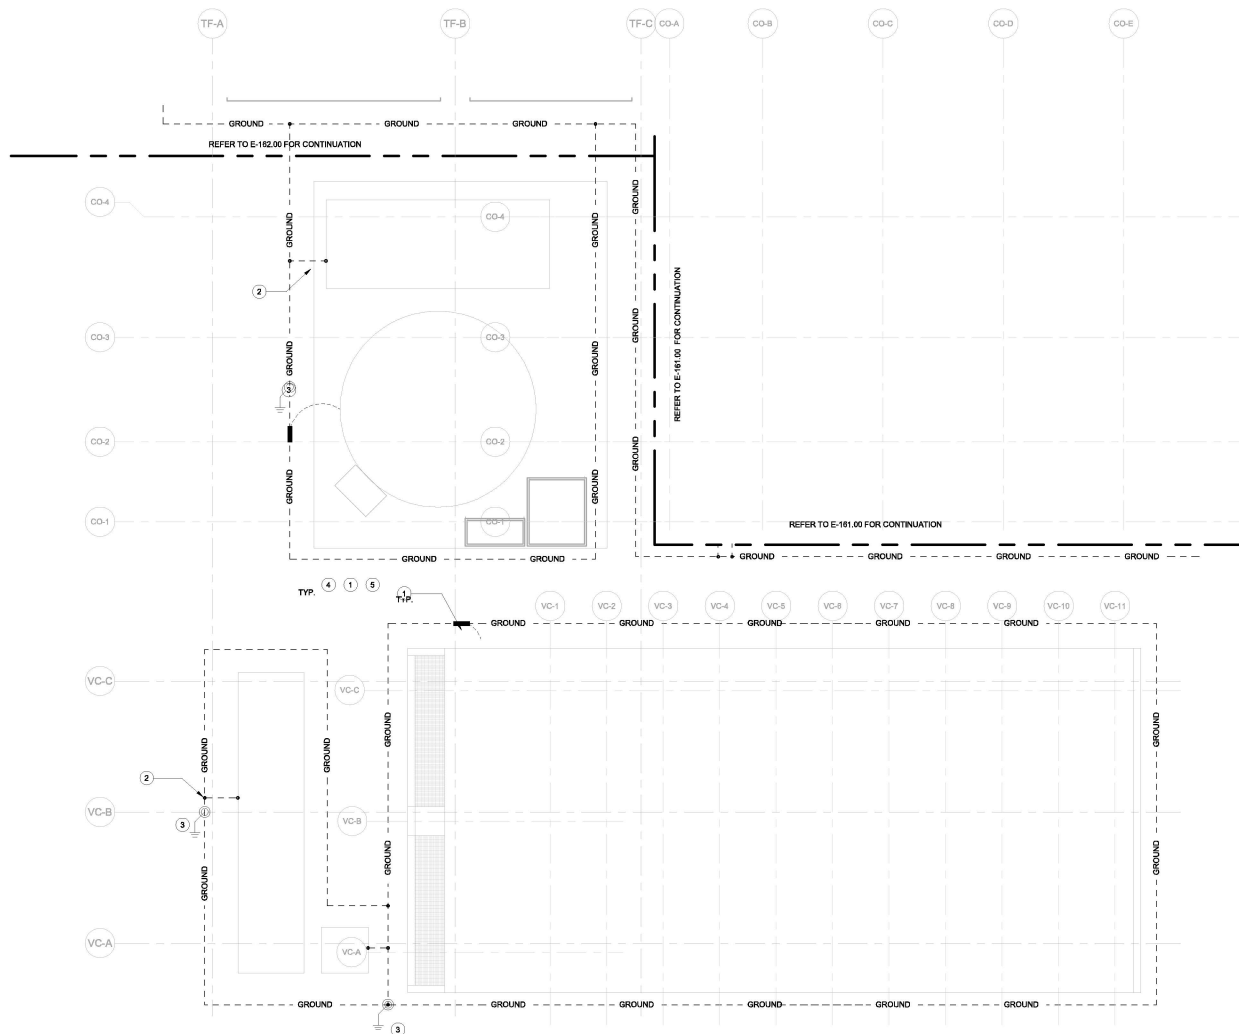 TF-A
TF-B
TF-C
CO-A
CO-B
CO-C
CO-D
CO-E
GROUND
GROUND
GROUND
REFER TO E-162.00 FOR CONTINUATION
CO-4
CO-4
GROUND
GROUND
GROUND
2
REFER TO E-161.00 FOR CONTINUATION
GROUND
CO-3
CO-3
GROUND
GROUND
3
CO-2
CO-2
GROUND
GROUND
GROUND
CO-1
CO-1
REFER TO E-161.00 FOR CONTINUATION
GROUND
GROUND
GROUND
GROUND
GROUND
GROUND
TYP.
4
1
5
1
TYP.
VC-1
VC-2
VC-3
VC-4
VC-5
VC-6
VC-7
VC-8
VC-9
VC-10
VC-11
GROUND
GROUND
GROUND
GROUND
GROUND
VC-C
VC-C
GROUND
GROUND
GROUND
GROUND
2
VC-B
VC-B
3
GROUND
GROUND
GROUND
VC-A
VC-A
GROUND
GROUND
GROUND
GROUND
GROUND
GROUND
3